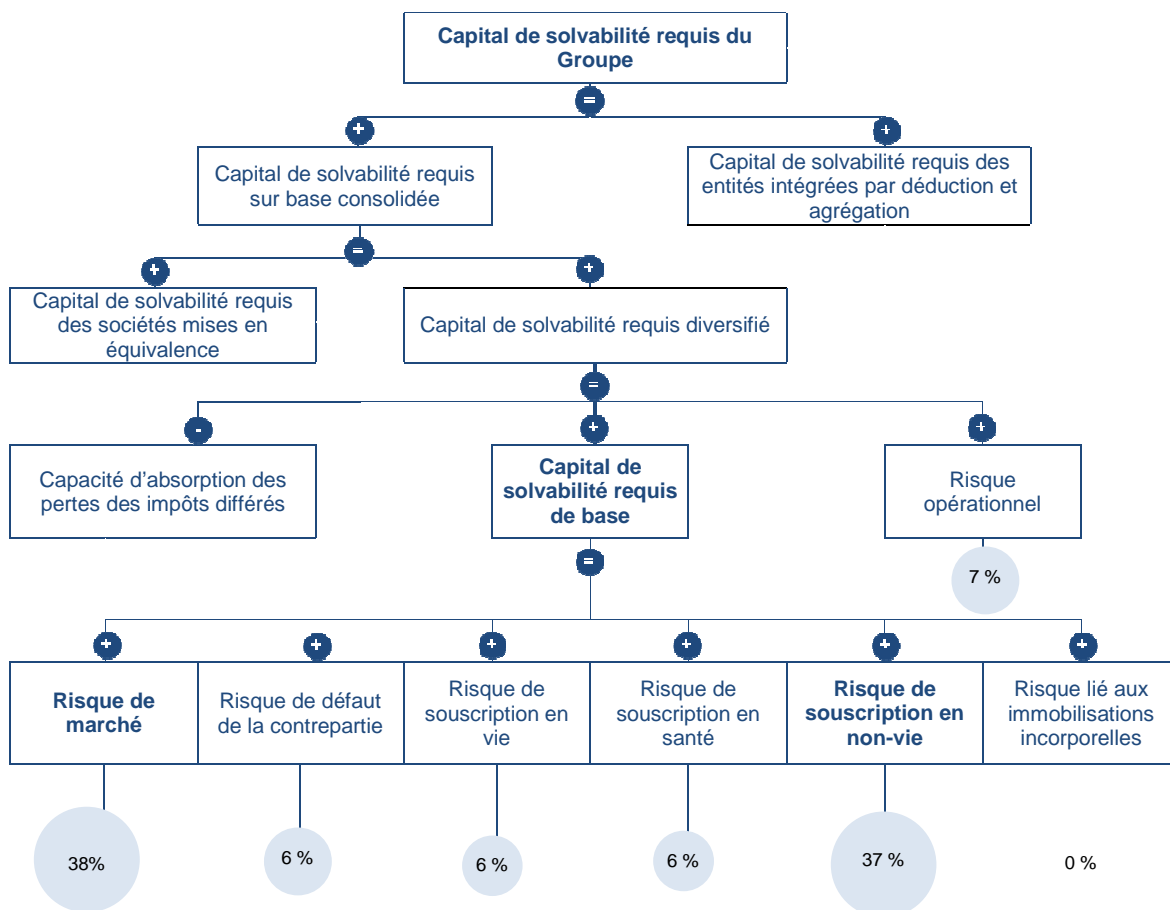 Capital de solvabilité requis du
Groupe
=
+
+
Capital de solvabilité requis
sur base consolidée
Capital de solvabilité requis des
entités intégrées par déduction et
agrégation
=
+
+
Capital de solvabilité requis
des sociétés mises en
équivalence
Capital de solvabilité requis diversifié
=
-
+
+
Capacité d'absorption des
pertes des impôts différés
Capital de
solvabilité requis
de base
Risque
opérationnel
=
7 %
+
+
+
+
+
+
Risque de
marché
Risque de défaut
de la contrepartie
Risque de
souscription en
vie
Risque de
souscription en
santé
Risque de
souscription en
non-vie
Risque lié aux
immobilisations
incorporelles
38%
6 %
6 %
6 %
37 %
0 %